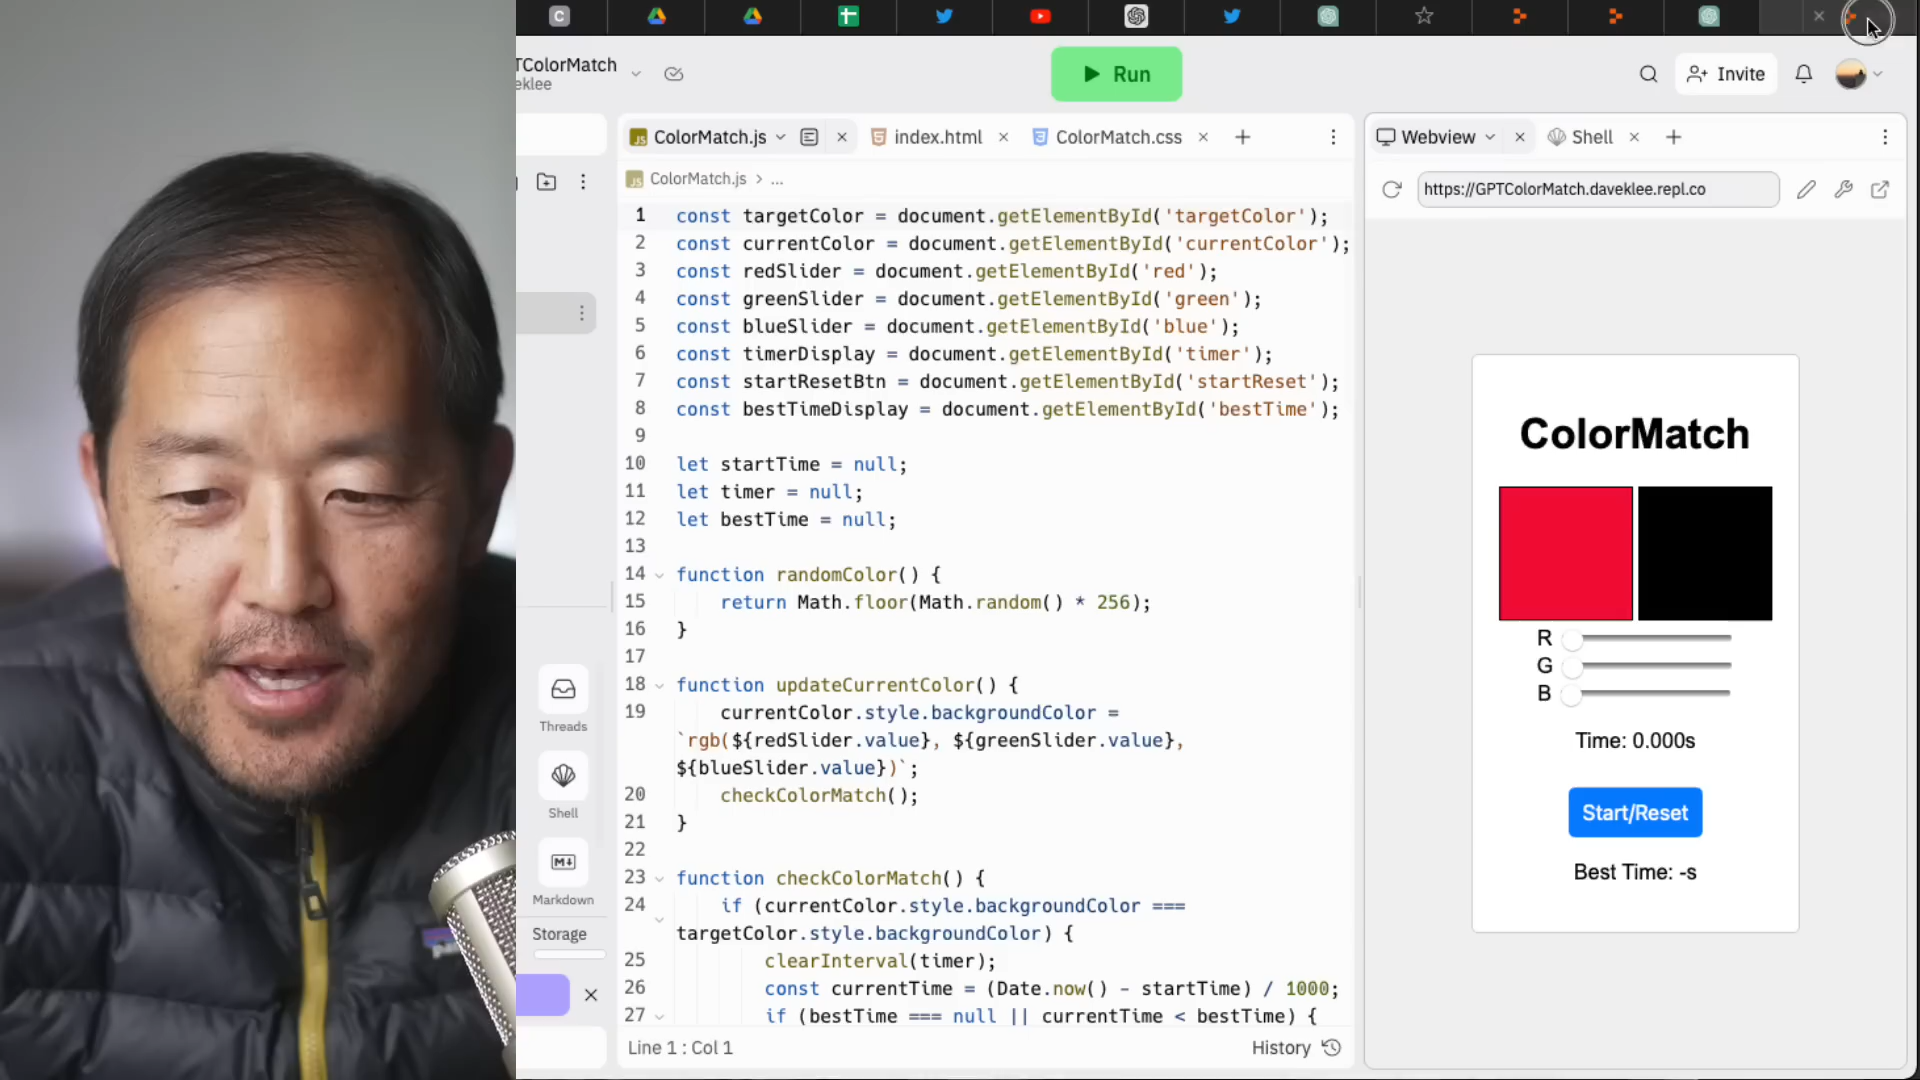 TColorMatch
eklee
Run
Invite
ColorMatch.js
index.html
ColorMatch.css
Webview
Shell
ColorMatch.js > ...
https://GPTColorMatch.daveklee.repl.co
1 const targetColor = document.getElementById('targetColor');
2 const currentColor = document.getElementById('currentColor');
3 const redSlider = document.getElementById('red');
4 const greenSlider = document.getElementById('green');
5 const blueSlider = document.getElementById('blue');
6 const timerDisplay = document.getElementById('timer');
7 const startResetBtn = document.getElementById('startReset');
8 const bestTimeDisplay = document.getElementById('bestTime');
9
10 let startTime = null;
11 let timer = null;
12 let bestTime = null;
13
14 function randomColor() {
15 return Math.floor(Math.random() * 256);
16 }
17
18 function updateCurrentColor() {
19 currentColor.style.backgroundColor =
`rgb(${redSlider.value}, ${greenSlider.value},
${blueSlider.value})`;
20 checkColorMatch();
21 }
22
23 function checkColorMatch() {
24 if (currentColor.style.backgroundColor ===
targetColor.style.backgroundColor) {
25 clearInterval(timer);
26 const currentTime = (Date.now() - startTime) / 1000;
27 if (bestTime === null || currentTime < bestTime) {
Line 1 : Col 1
History
Threads
Shell
M
Markdown
Storage
ColorMatch
R
G
B
Time: 0.000s
Start/Reset
Best Time: -s
C
JS
JS